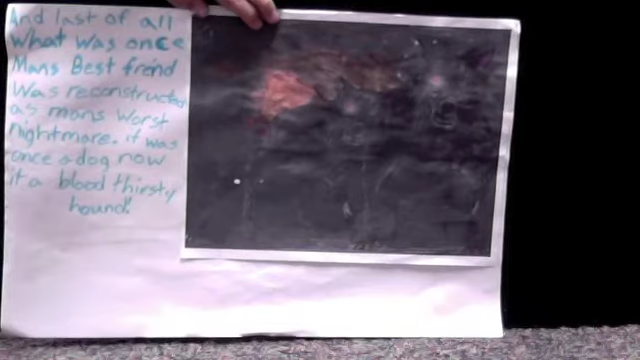 And last of all
What was once
Mans Best freind
Was reconstructed
as mans worst
nightmare. it was
once a dog now
it a blood thirsty
hound!